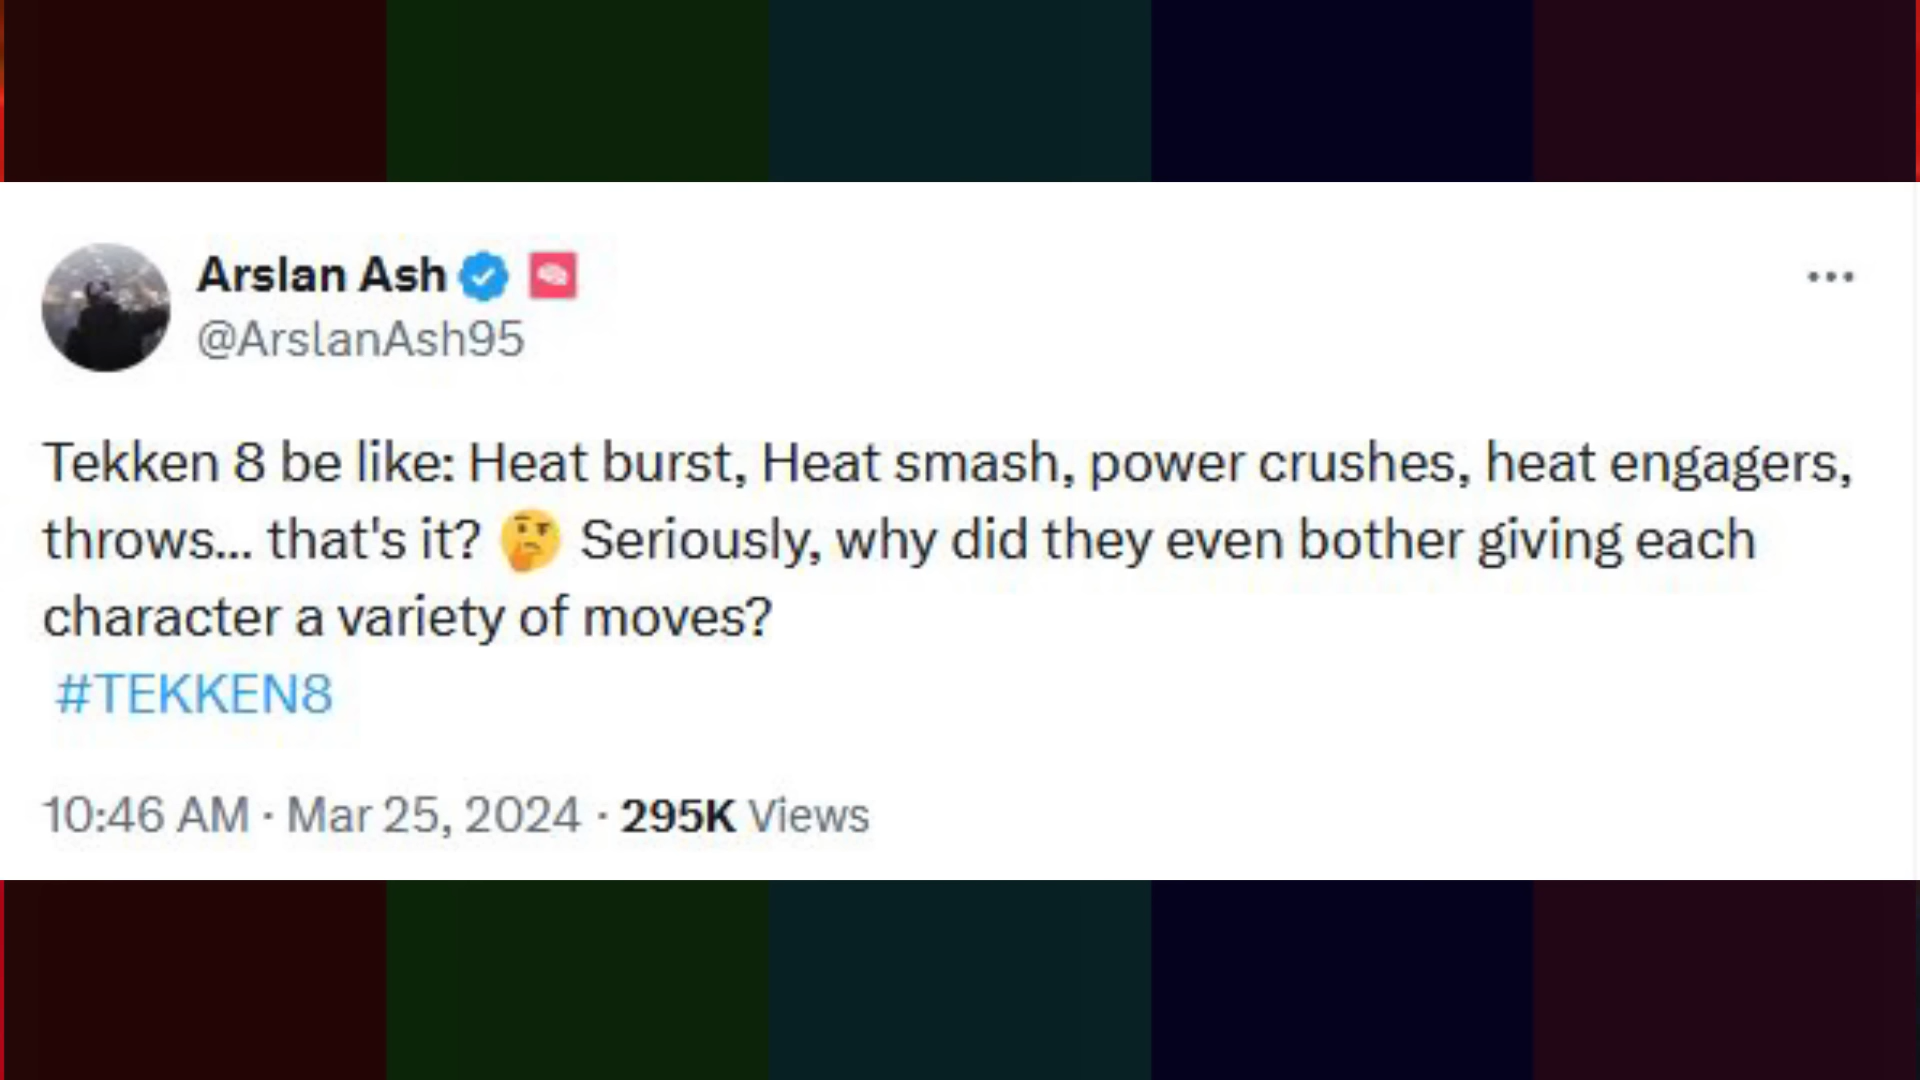 Arslan Ash
@ArslanAsh95
Tekken 8 be like: Heat burst, Heat smash, power crushes, heat engagers,
throws... that's it? 🤔 Seriously, why did they even bother giving each
character a variety of moves?
#TEKKEN8
10:46 AM · Mar 25, 2024 · 295K Views